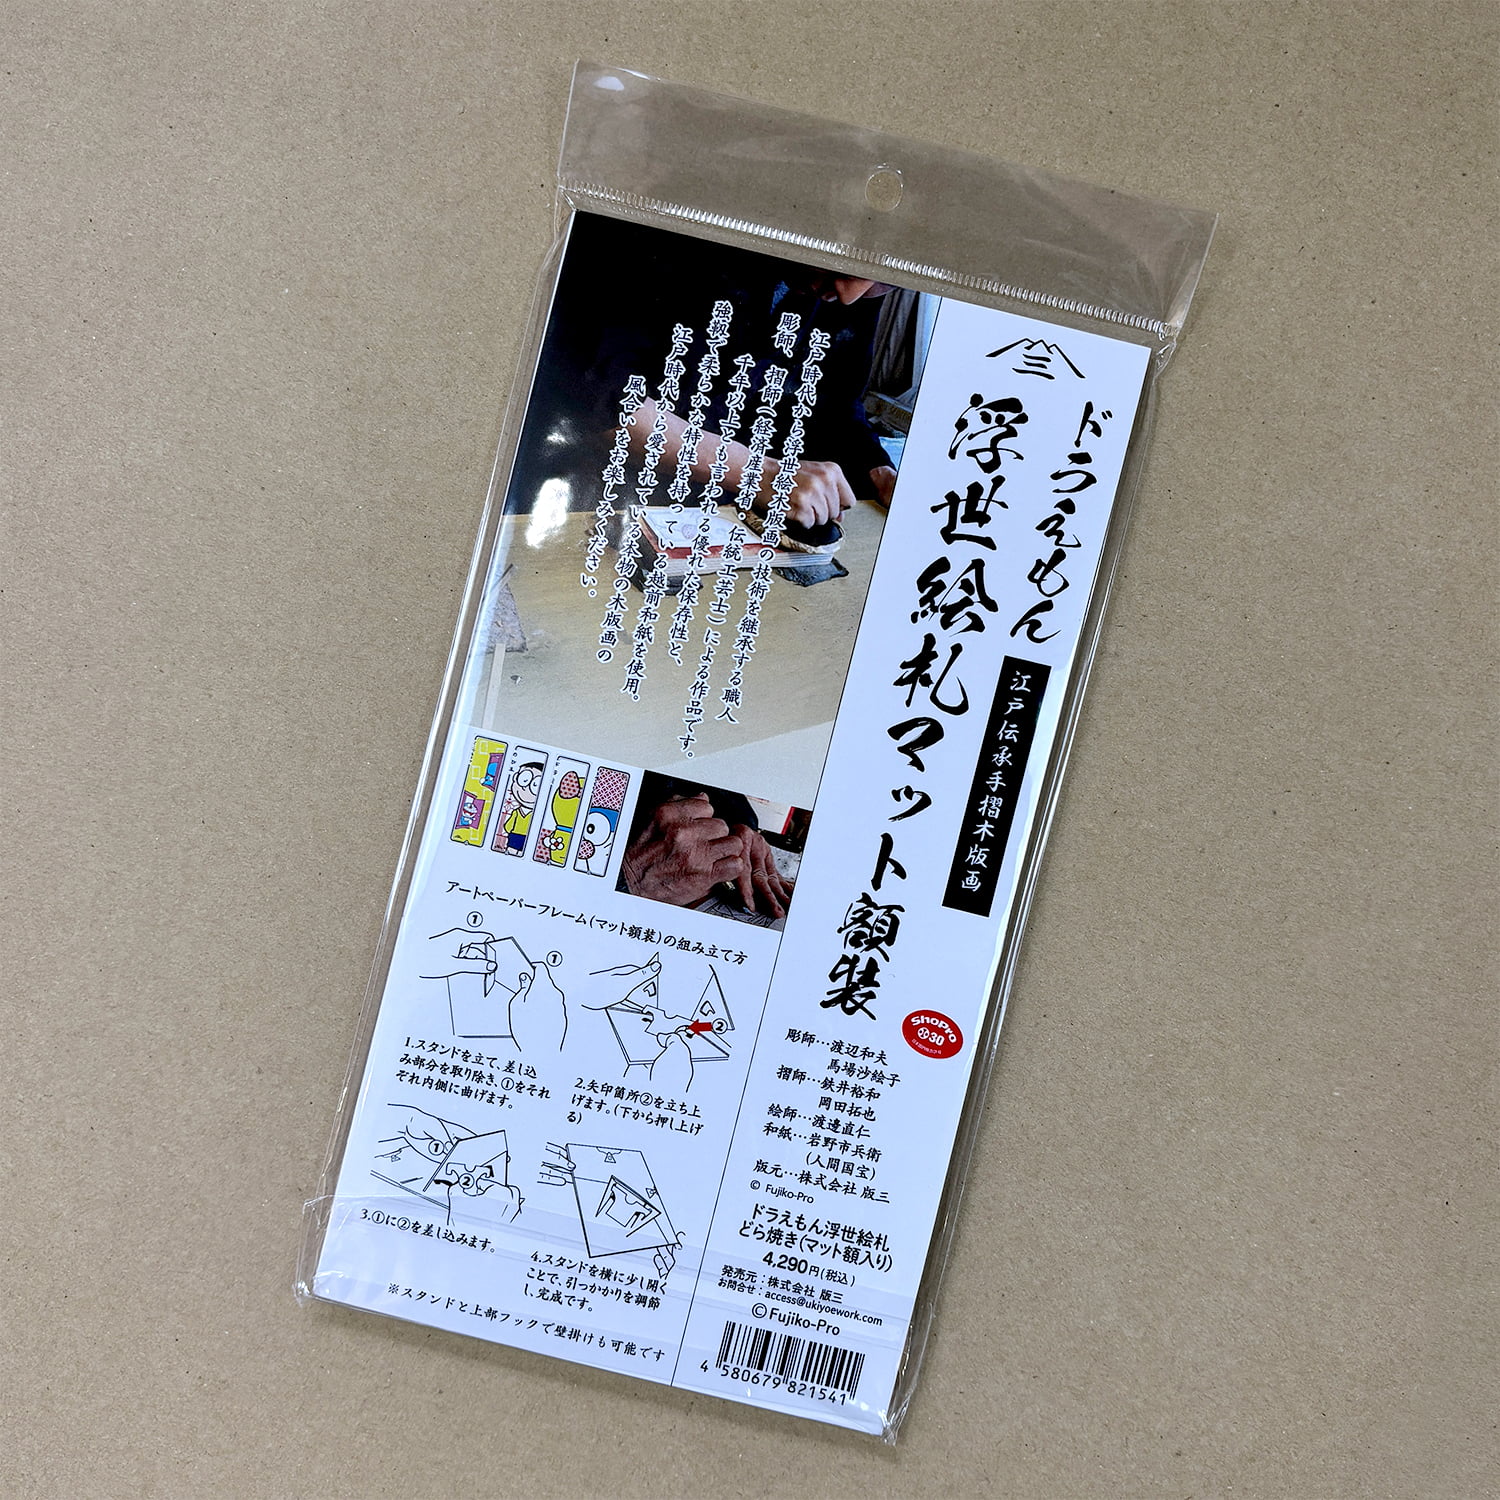 ドラえもん
浮世絵札マット額装
江戸伝承手摺木版画
江戸時代から浮世絵木版画の技術を継承する職人
彫師、摺師(経済産業省・伝統工芸士)による作品です。
千年以上とも言われる優れた保存性と、
強靱で柔らかな特性を持っている越前和紙を使用。
江戸時代から愛されている本物の木版画の
風合いをお楽しみください。
アートペーパーフレーム(マット額装)の組み立て方
①
①
②
1.スタンドを立て、差し込
み部分を取り除き、①をそれ
ぞれ内側に曲げます。
2.矢印箇所②を立ち上
げます。(下から押し上げ
る)
①
②
3.①に②を差し込みます。
4.スタンドを横に少し開く
ことで、引っかかりを調節
し、完成です。
※スタンドと上部フックで壁掛けも可能です
ShoPro
30
彫師…渡辺和夫
馬場沙絵子
摺師…鉄井裕和
岡田拓也
絵師…渡邉直仁
和紙…岩野市兵衛
(人間国宝)
版元…株式会社 版三
© Fujiko-Pro
ドラえもん浮世絵札
どら焼き(マット額入り)
4,290円(税込)
発売元:株式会社 版三
お問合せ:access@ukiyoework.com
©Fujiko-Pro
4 580679 821541